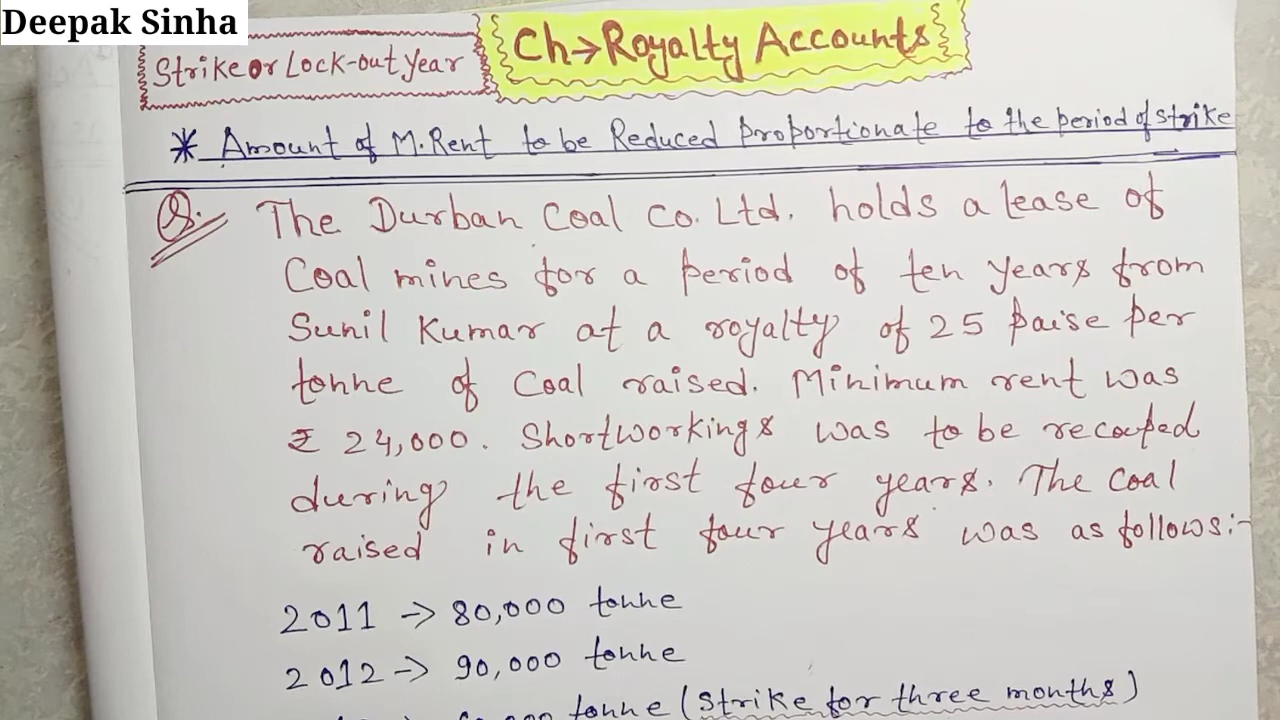 Deepak Sinha
Strike or Lock-out Year
Ch→Royalty Accounts
* Amount of M.Rent to be Reduced proportionate to the period of strike
Q. The Durban Coal Co. Ltd. holds a lease of
Coal mines for a period of ten years from
Sunil Kumar at a royalty of 25 paise per
tonne of Coal raised. Minimum rent was
₹ 24,000. Shortworkings was to be recouped
during the first four years. The Coal
raised in first four years was as follows:-
2011 → 80,000 tonne
2012 → 90,000 tonne
tonne (Strike for three months)